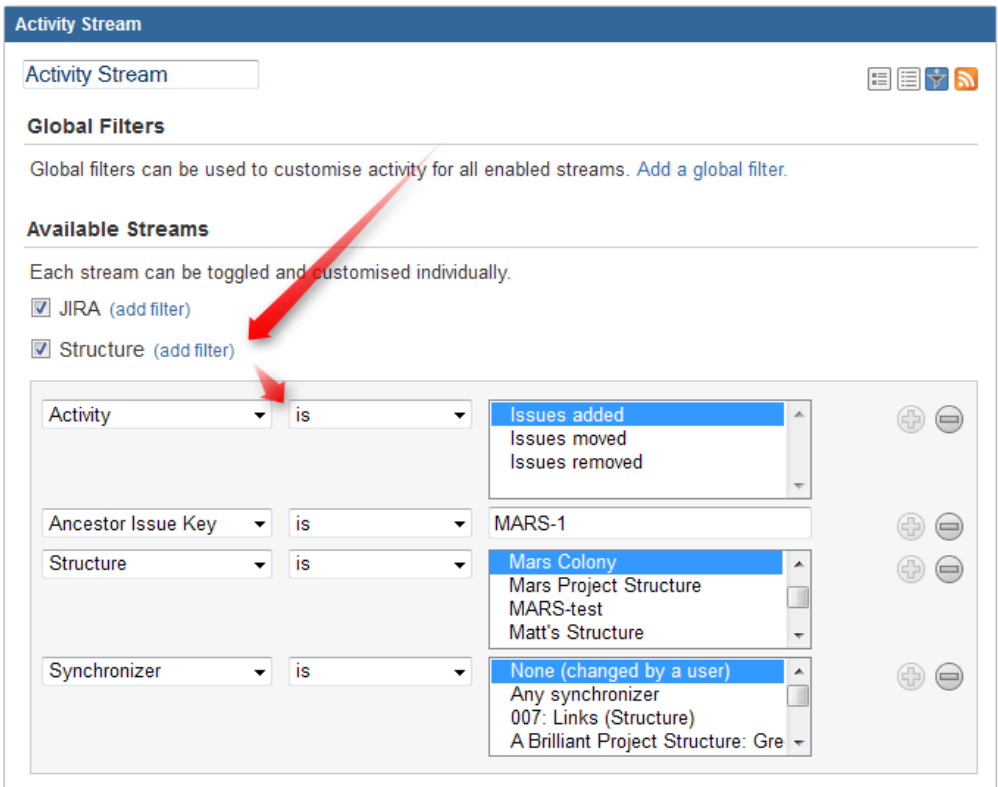 Activity Stream
Activity Stream
Global Filters
Global filters can be used to customise activity for all enabled streams. Add a global filter.
Available Streams
Each stream can be toggled and customised individually.
JIRA (add filter)
Structure (add filter)
Activity is Issues added
Issues moved
Issues removed
Ancestor Issue Key is MARS-1
Structure is Mars Colony
Mars Project Structure
MARS-test
Matt's Structure
Synchronizer is None (changed by a user)
Any synchronizer
007: Links (Structure)
A Brilliant Project Structure: Gre